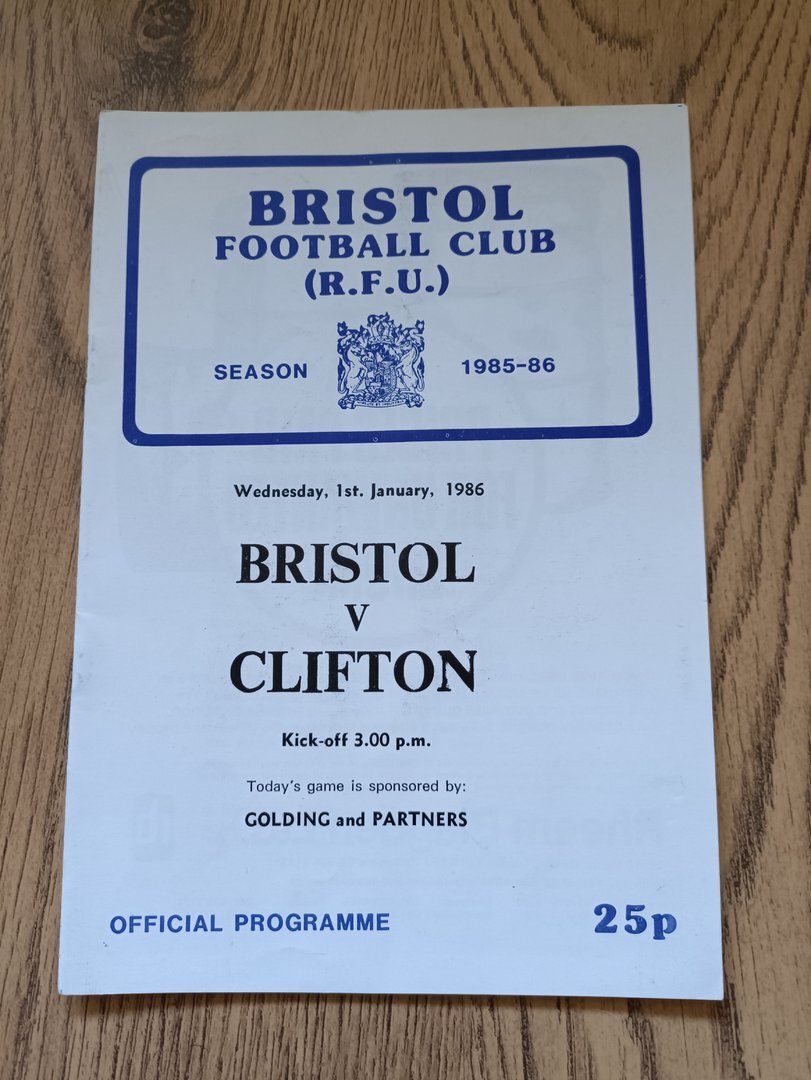 BRISTOL
FOOTBALL CLUB
(R.F.U.)
SEASON 1985-86
Wednesday, 1st. January, 1986
BRISTOL
V
CLIFTON
Kick-off 3.00 p.m.
Today's game is sponsored by:
GOLDING and PARTNERS
OFFICIAL PROGRAMME 25p